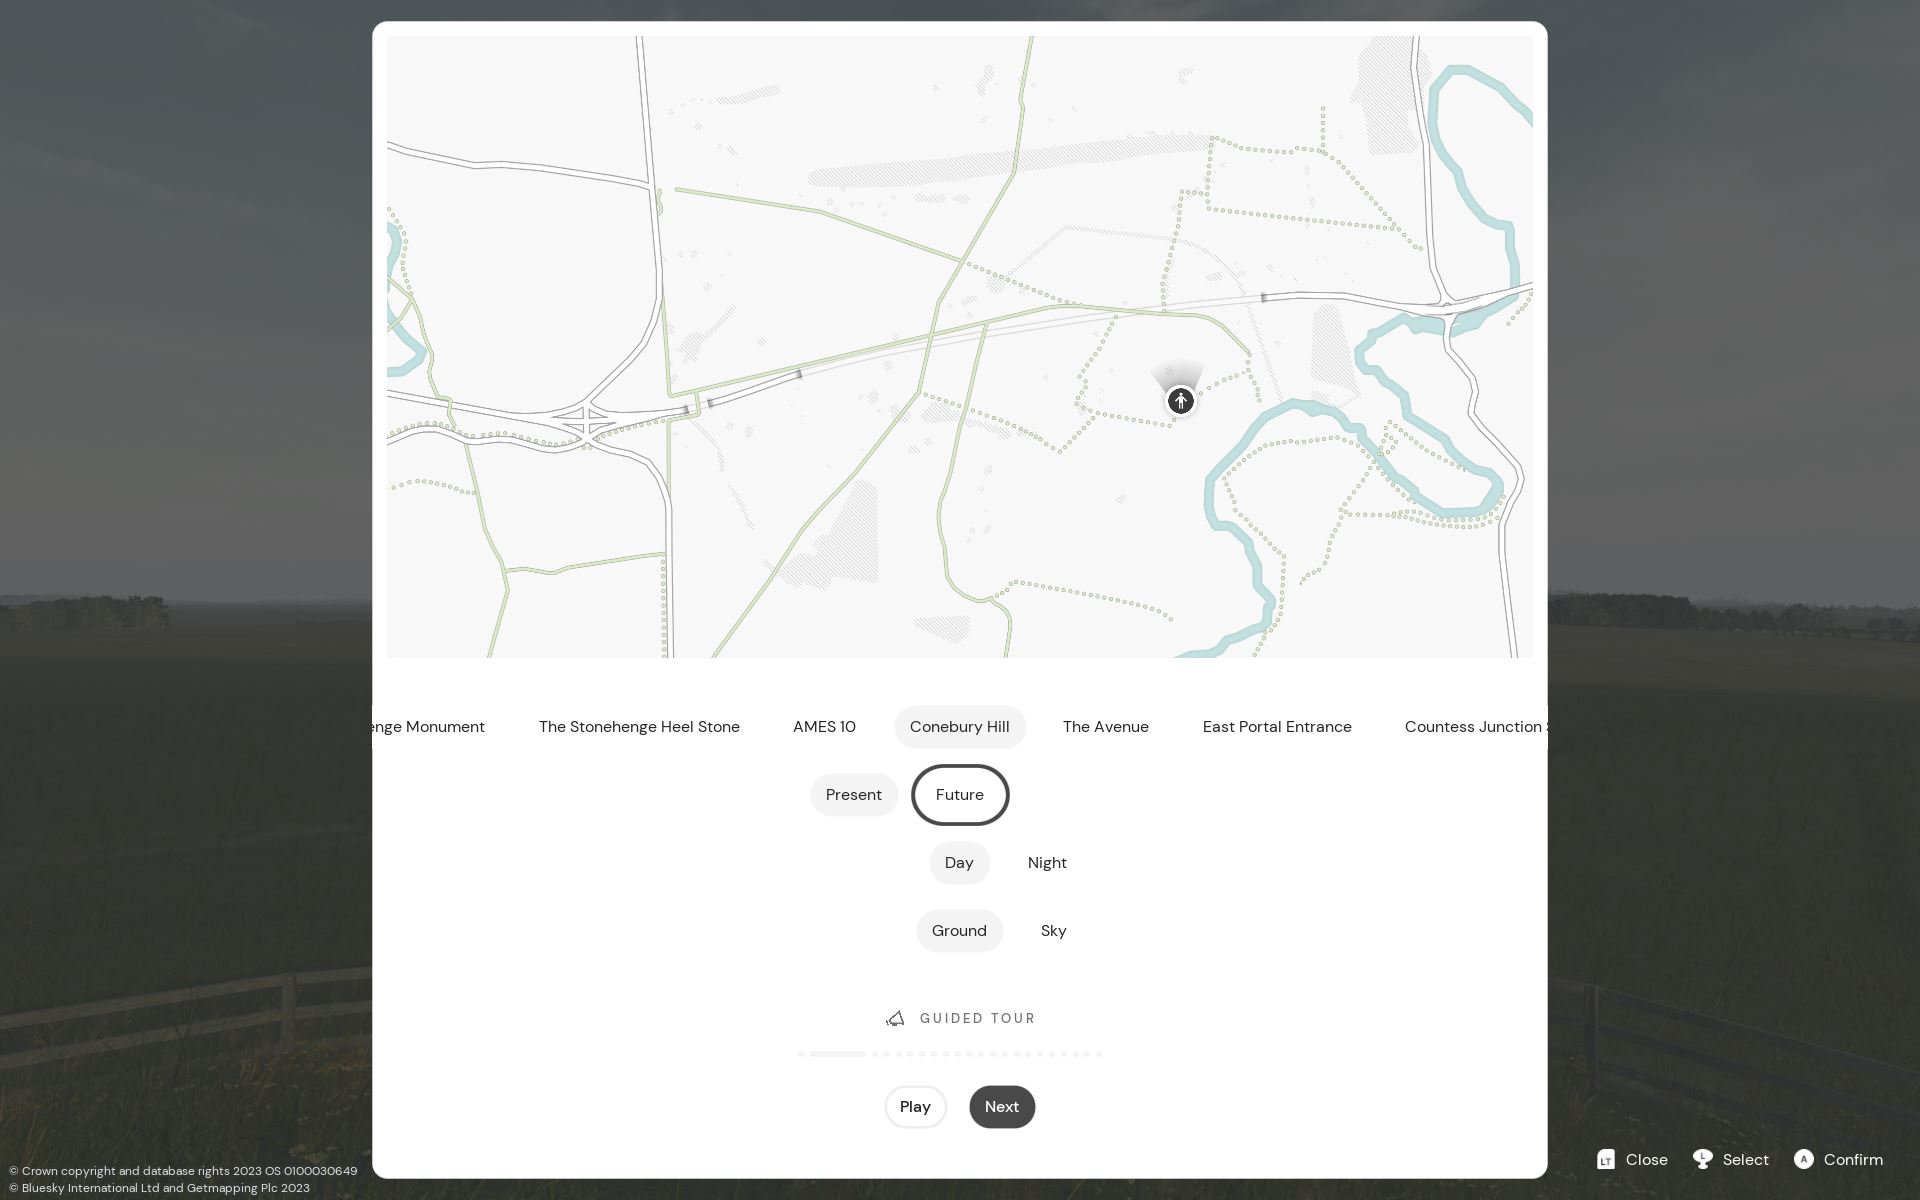 enge Monument
The Stonehenge Heel Stone
AMES 10
Conebury Hill
The Avenue
East Portal Entrance
Countess Junction
Present
Future
Day
Night
Ground
Sky
GUIDED TOUR
Play
Next
© Crown copyright and database rights 2023 OS 0100030649
© Bluesky International Ltd and Getmapping Plc 2023
LT Close
L Select
A Confirm